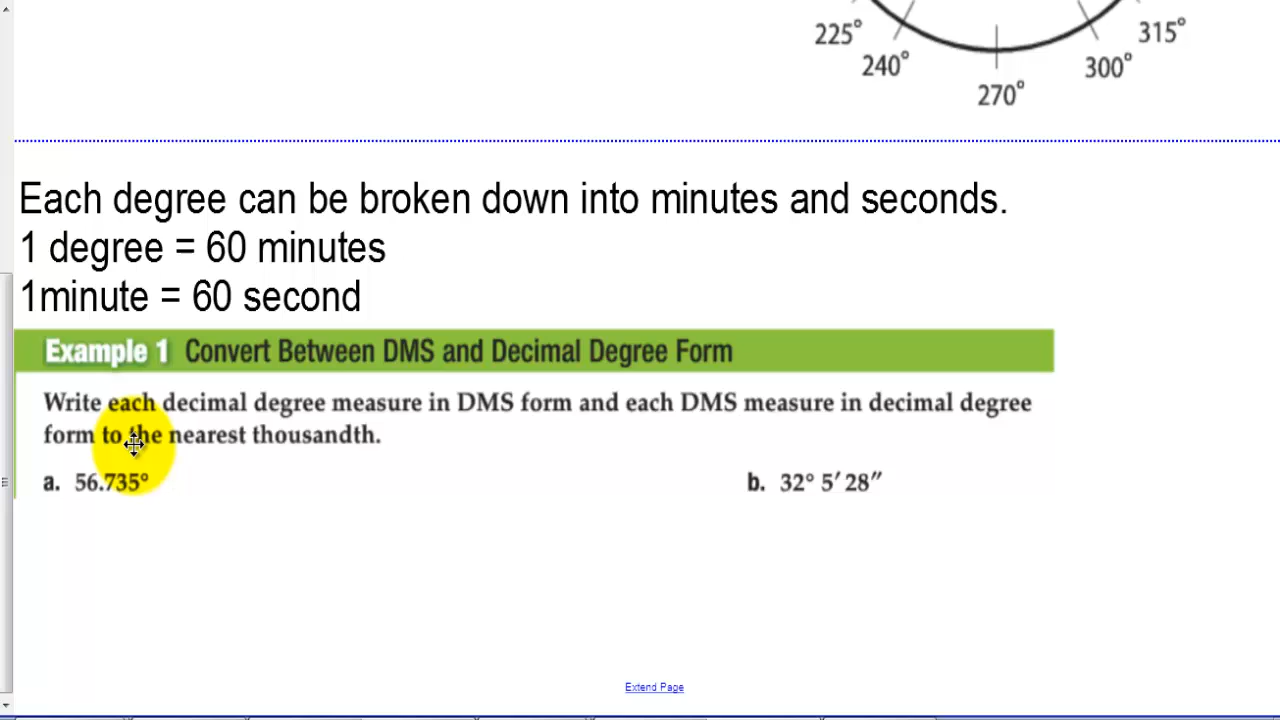 225°
315°
240°
300°
270°
Each degree can be broken down into minutes and seconds.
1 degree = 60 minutes
1minute = 60 second
Example 1 Convert Between DMS and Decimal Degree Form
Write each decimal degree measure in DMS form and each DMS measure in decimal degree
form to the nearest thousandth.
a. 56.735°
b. 32° 5′ 28″
Extend Page